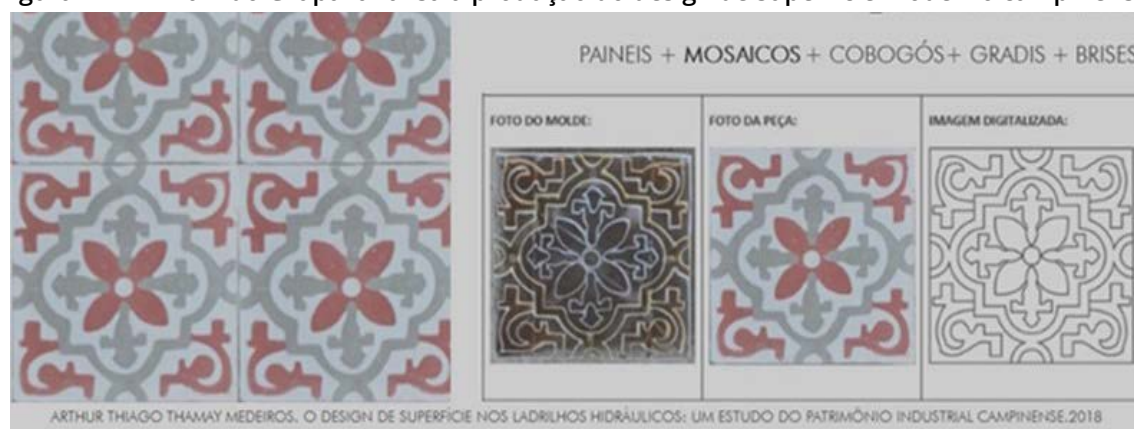 PAINEIS + MOSAICOS + COBOGÓS+ GRADIS + BRISES
FOTO DO MOLDE:
FOTO DA PEÇA:
IMAGEM DIGITALIZADA:
ARTHUR THIAGO THAMAY MEDEIROS. O DESIGN DE SUPERFÍCIE NOS LADRILHOS HIDRÁULICOS: UM ESTUDO DO PATRIMÔNIO INDUSTRIAL CAMPINENSE.2018